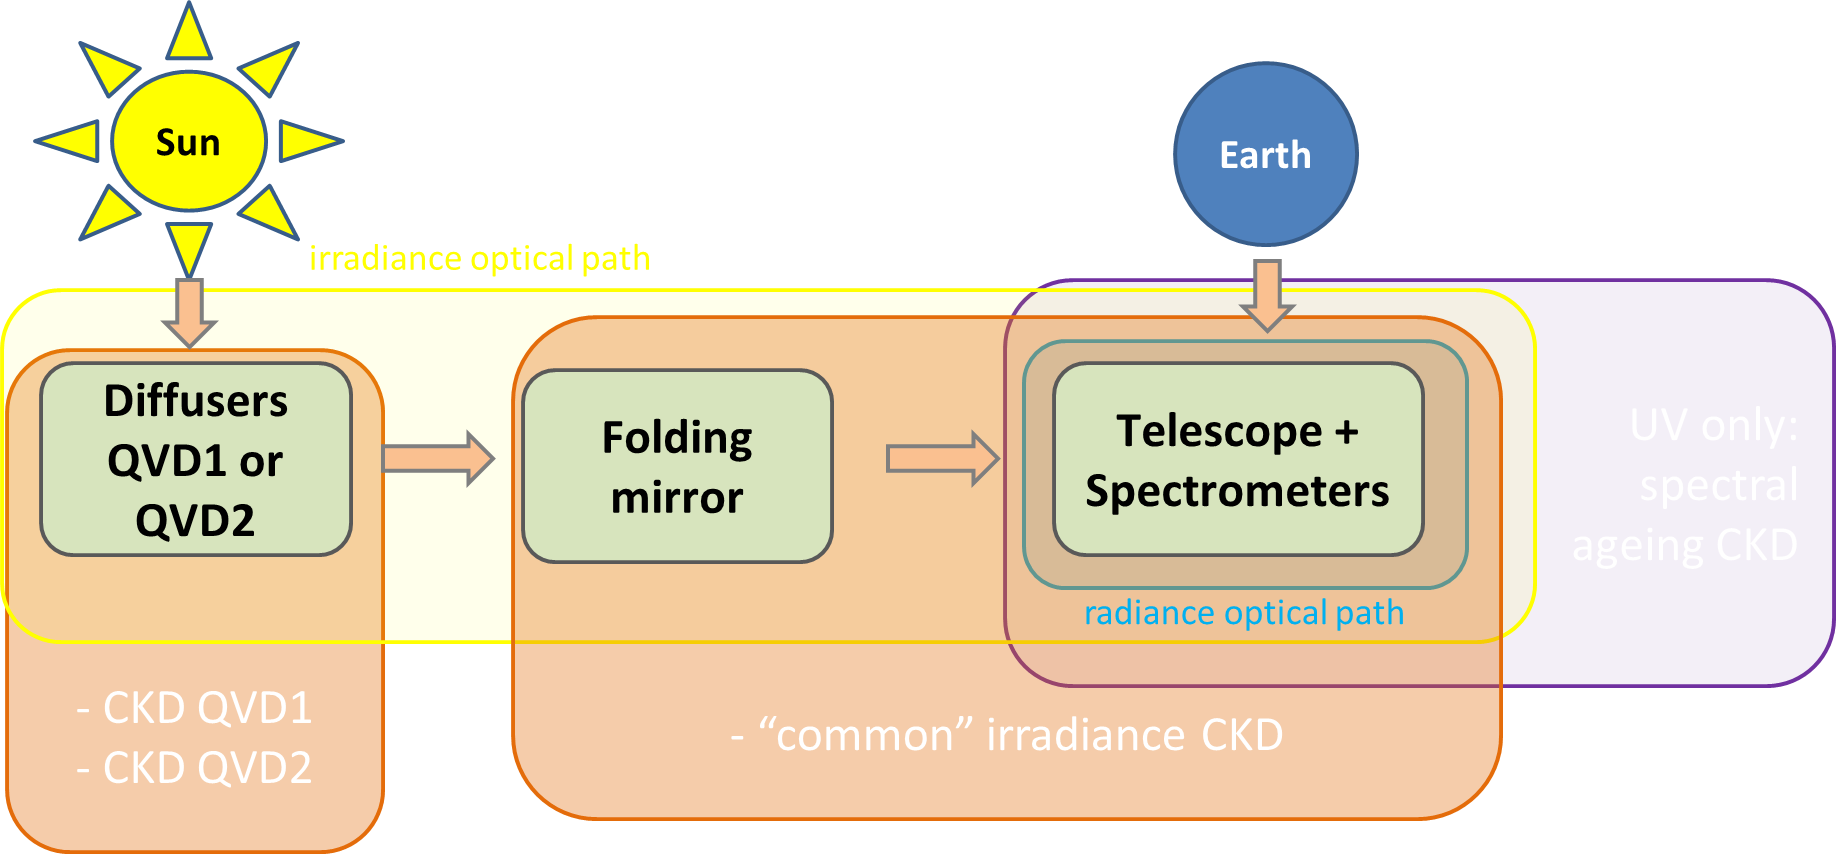 Sun
Earth
irradiance optical path
Diffusers
QVD1 or
QVD2
Folding
mirror
Telescope +
Spectrometers
UV only:
spectral
ageing CKD
radiance optical path
- CKD QVD1
- CKD QVD2
- “common” irradiance CKD